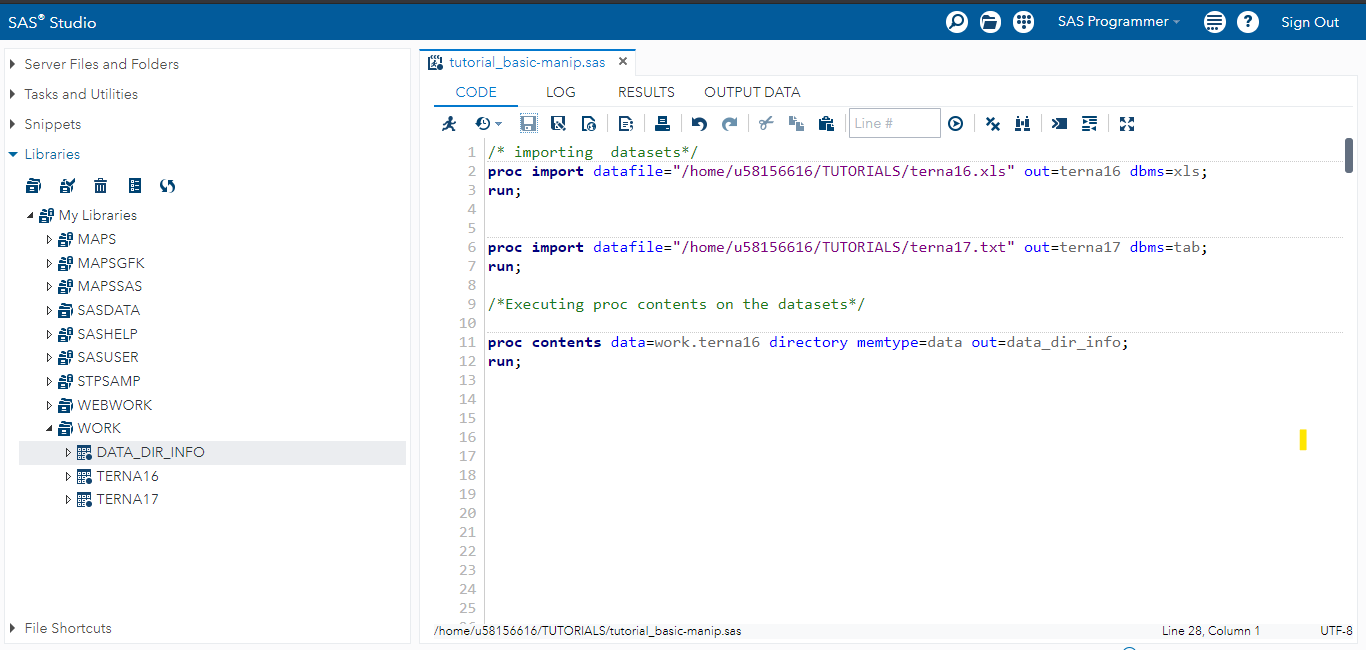 SAS® Studio
SAS Programmer
Sign Out
Server Files and Folders
Tasks and Utilities
Snippets
Libraries
My Libraries
MAPS
MAPSGFK
MAPSSAS
SASDATA
SASHELP
SASUSER
STPSAMP
WEBWORK
WORK
DATA_DIR_INFO
TERNA16
TERNA17
File Shortcuts
tutorial_basic-manip.sas
CODE LOG RESULTS OUTPUT DATA
Line #
1 /* importing  datasets*/
2 proc import datafile="/home/u58156616/TUTORIALS/terna16.xls" out=terna16 dbms=xls;
3 run;
4
5
6 proc import datafile="/home/u58156616/TUTORIALS/terna17.txt" out=terna17 dbms=tab;
7 run;
8
9 /*Executing proc contents on the datasets*/
10
11 proc contents data=work.terna16 directory memtype=data out=data_dir_info;
12 run;
13
14
15
16
17
18
19
20
21
22
23
24
25
/home/u58156616/TUTORIALS/tutorial_basic-manip.sas
Line 28, Column 1
UTF-8